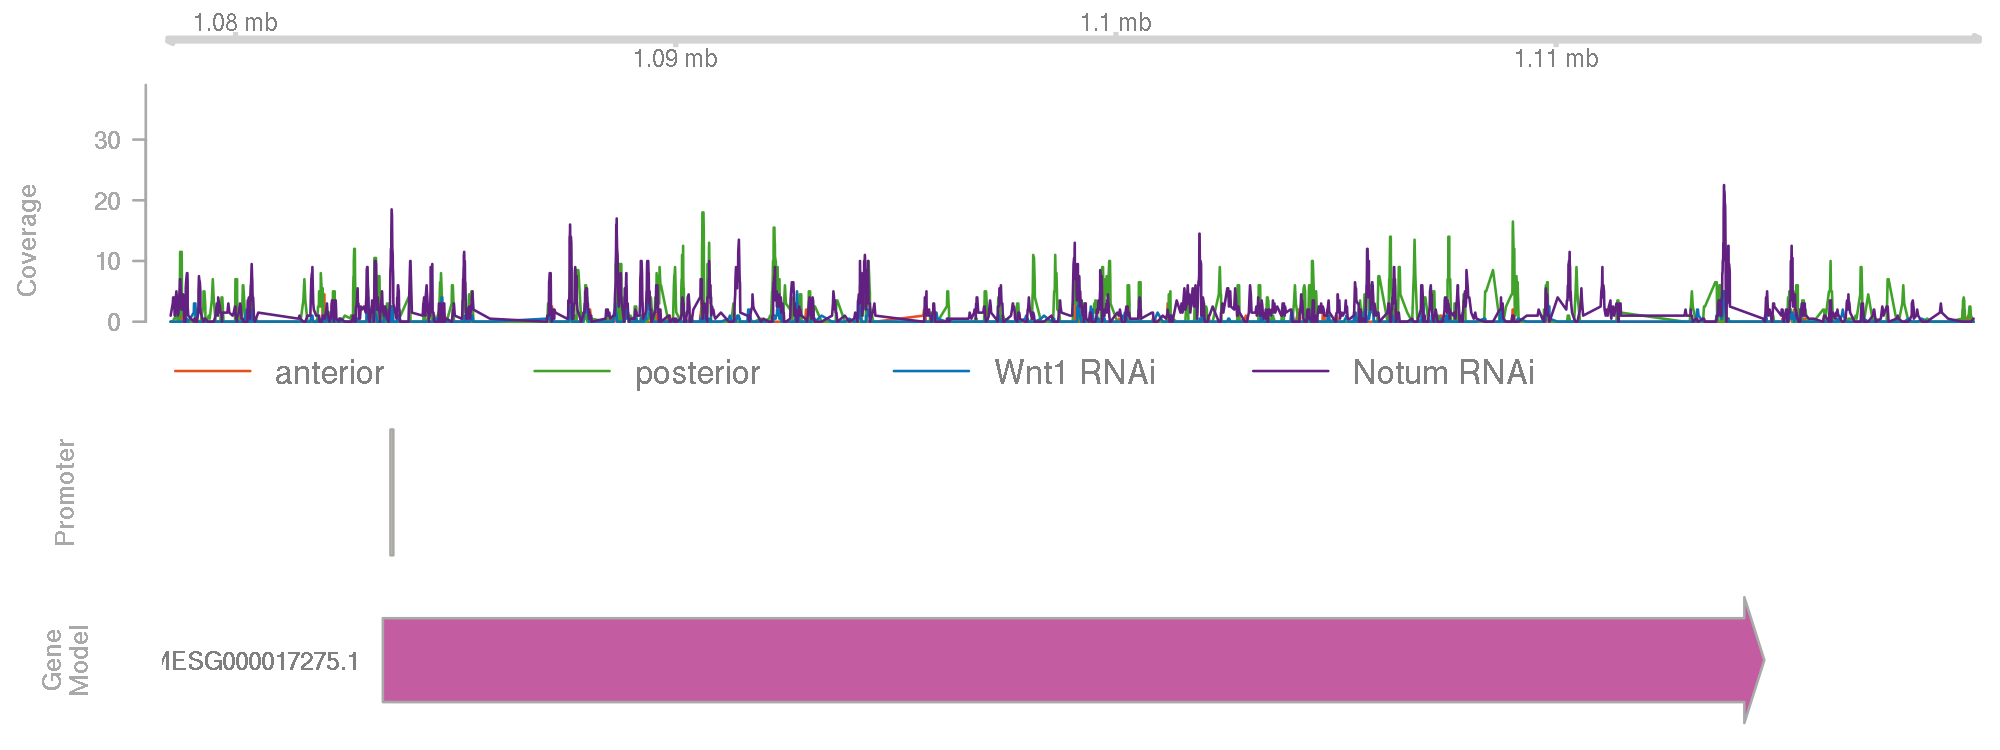 1.08 mb
1.1 mb
1.09 mb
1.11 mb
Coverage
30
20
10
0
anterior
posterior
Wnt1 RNAi
Notum RNAi
Promoter
0
Gene
Model
MESG000017275.1